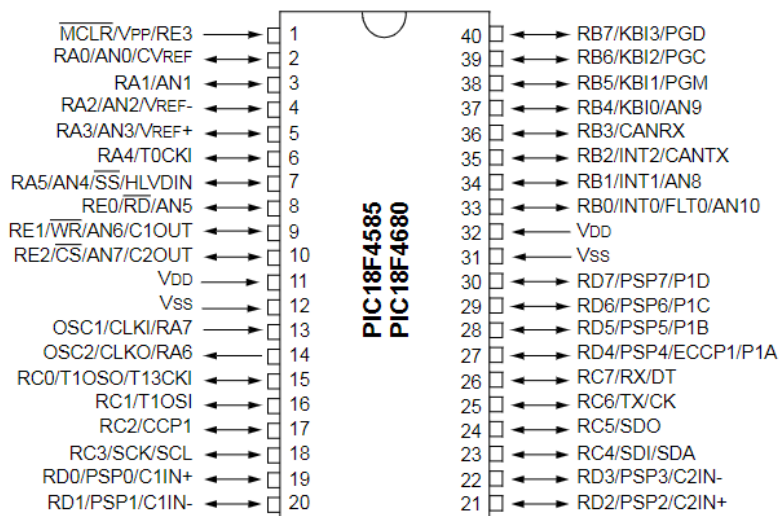 MCLR/VPP/RE3 1 40 RB7/KBI3/PGD
RA0/AN0/CVREF 2 39 RB6/KBI2/PGC
RA1/AN1 3 38 RB5/KBI1/PGM
RA2/AN2/VREF- 4 37 RB4/KBI0/AN9
RA3/AN3/VREF+ 5 36 RB3/CANRX
RA4/T0CKI 6 35 RB2/INT2/CANTX
RA5/AN4/SS/HLVDIN 7 34 RB1/INT1/AN8
RE0/RD/AN5 8 33 RB0/INT0/FLT0/AN10
RE1/WR/AN6/C1OUT 9 32 VDD
RE2/CS/AN7/C2OUT 10 31 VSS
VDD 11 30 RD7/PSP7/P1D
VSS 12 29 RD6/PSP6/P1C
OSC1/CLKI/RA7 13 28 RD5/PSP5/P1B
OSC2/CLKO/RA6 14 27 RD4/PSP4/ECCP1/P1A
RC0/T1OSO/T13CKI 15 26 RC7/RX/DT
RC1/T1OSI 16 25 RC6/TX/CK
RC2/CCP1 17 24 RC5/SDO
RC3/SCK/SCL 18 23 RC4/SDI/SDA
RD0/PSP0/C1IN+ 19 22 RD3/PSP3/C2IN-
RD1/PSP1/C1IN- 20 21 RD2/PSP2/C2IN+
PIC18F4585
PIC18F4680